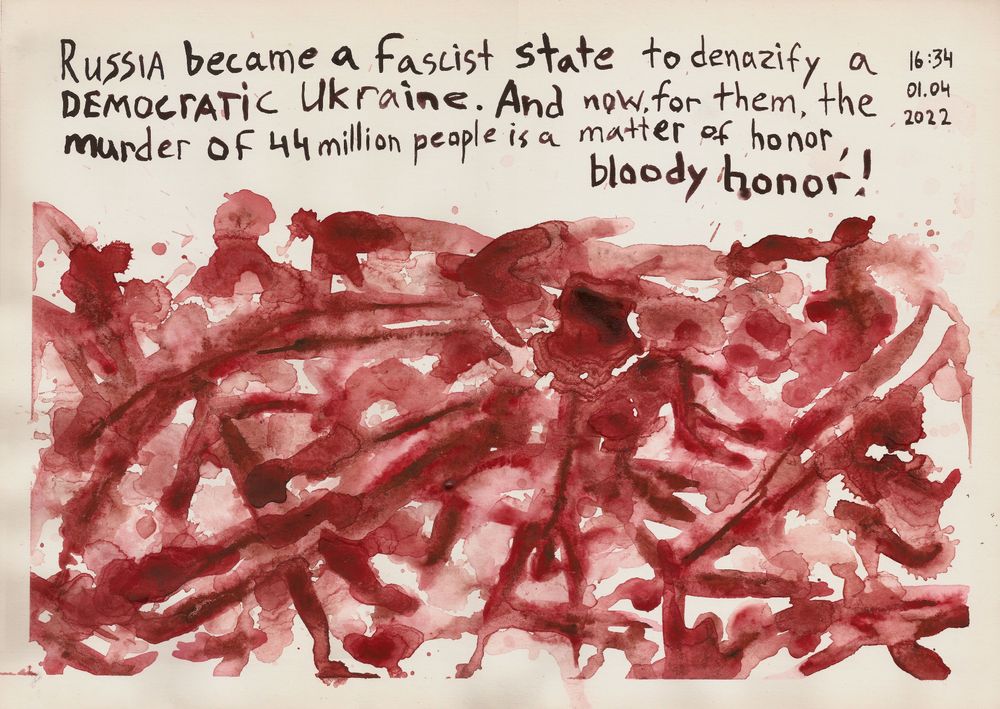 Russia became a fascist state to denazify a
DEMOCRATiC Ukraine. And now, for them, the
murder of 44 million people is a matter of honor,
bloody honor!
16:34
01.04
2022